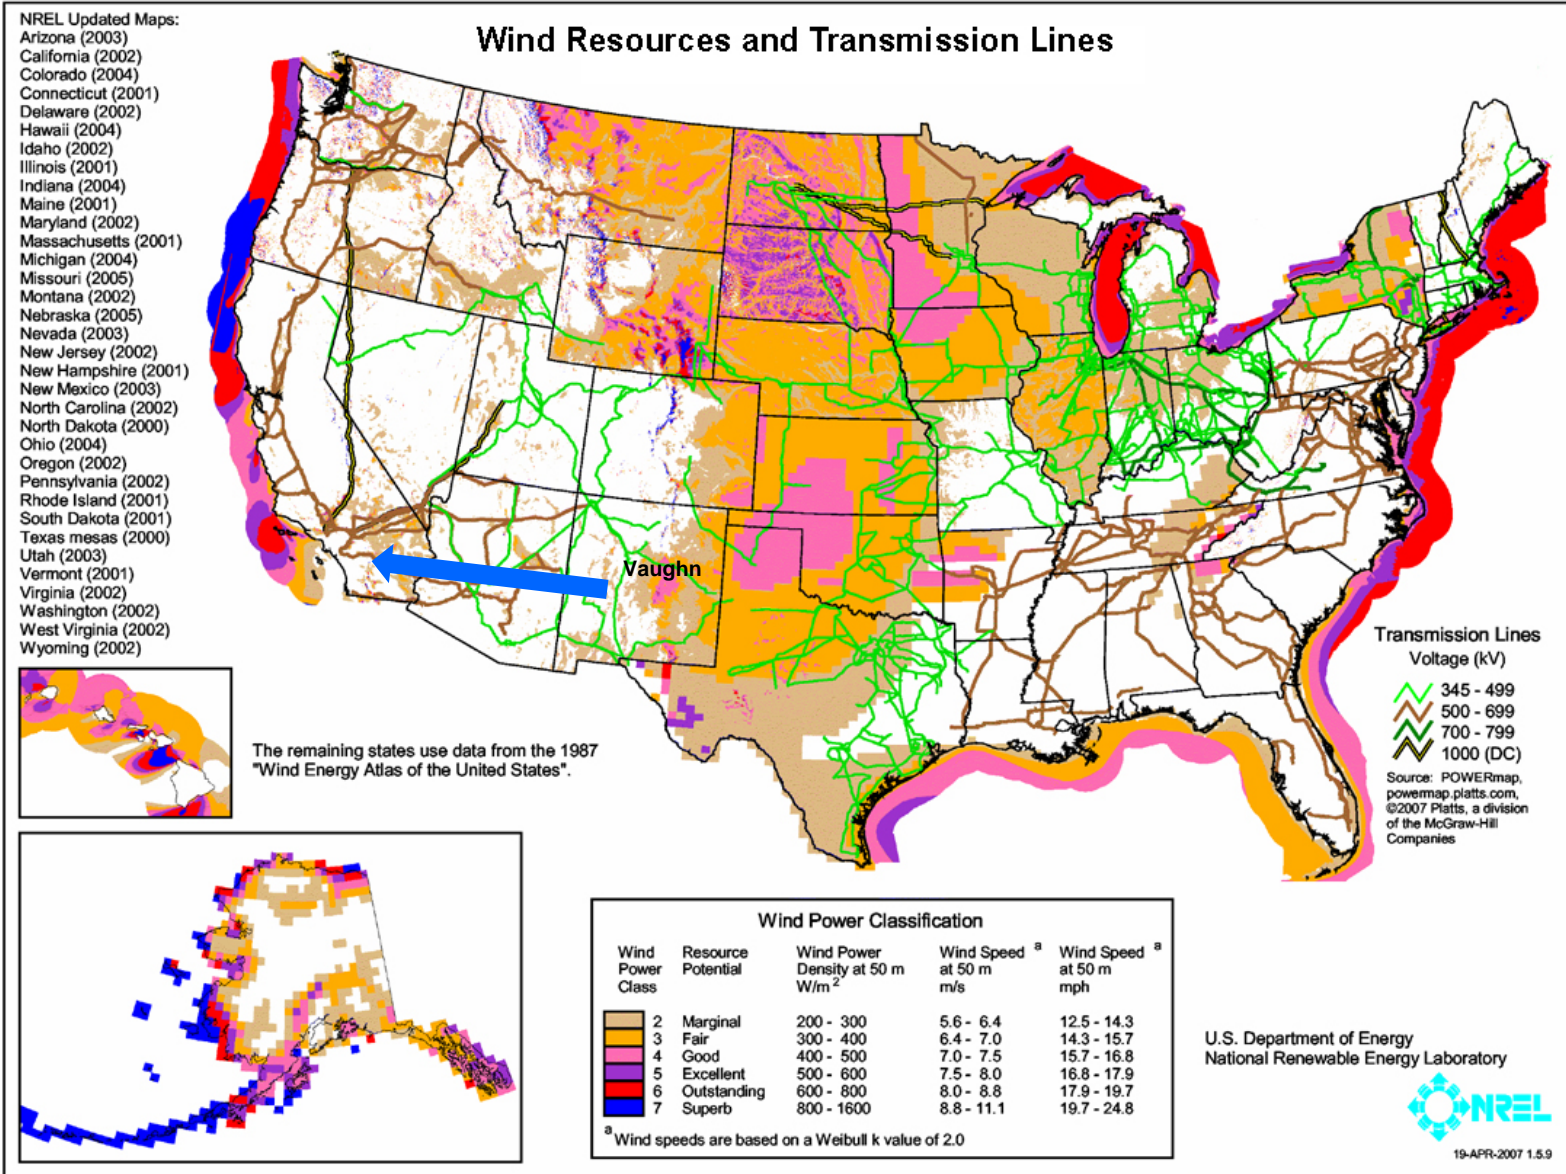 Wind Resources and Transmission Lines
NREL Updated Maps:
Arizona (2003)
California (2002)
Colorado (2004)
Connecticut (2001)
Delaware (2002)
Hawaii (2004)
Idaho (2002)
Illinois (2001)
Indiana (2004)
Maine (2001)
Maryland (2002)
Massachusetts (2001)
Michigan (2004)
Missouri (2005)
Montana (2002)
Nebraska (2005)
Nevada (2003)
New Jersey (2002)
New Hampshire (2001)
New Mexico (2003)
North Carolina (2002)
North Dakota (2000)
Ohio (2004)
Oregon (2002)
Pennsylvania (2002)
Rhode Island (2001)
South Dakota (2001)
Texas mesas (2000)
Utah (2003)
Vermont (2001)
Virginia (2002)
Washington (2002)
West Virginia (2002)
Wyoming (2002)
Vaughn
The remaining states use data from the 1987
"Wind Energy Atlas of the United States".
Transmission Lines
Voltage (kV)
345 - 499
500 - 699
700 - 799
1000 (DC)
Source: POWERmap,
powermap.platts.com,
©2007 Platts, a division
of the McGraw-Hill
Companies
Wind Power Classification
Wind Resource Wind Power Wind Speed a Wind Speed a
Power Potential Density at 50 m at 50 m at 50 m
Class W/m 2 m/s mph
2 Marginal 200 - 300 5.6 - 6.4 12.5 - 14.3
3 Fair 300 - 400 6.4 - 7.0 14.3 - 15.7
4 Good 400 - 500 7.0 - 7.5 15.7 - 16.8
5 Excellent 500 - 600 7.5 - 8.0 16.8 - 17.9
6 Outstanding 600 - 800 8.0 - 8.8 17.9 - 19.7
7 Superb 800 - 1600 8.8 - 11.1 19.7 - 24.8
a Wind speeds are based on a Weibull k value of 2.0
U.S. Department of Energy
National Renewable Energy Laboratory
NREL
19-APR-2007 1.5.9